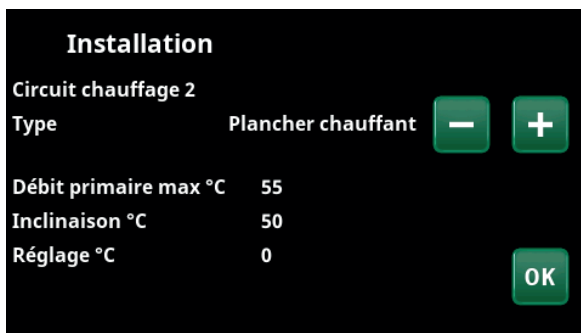 Installation
Circuit chauffage 2
Type Plancher chauffant − +
Débit primaire max °C 55
Inclinaison °C 50
Réglage °C 0
OK